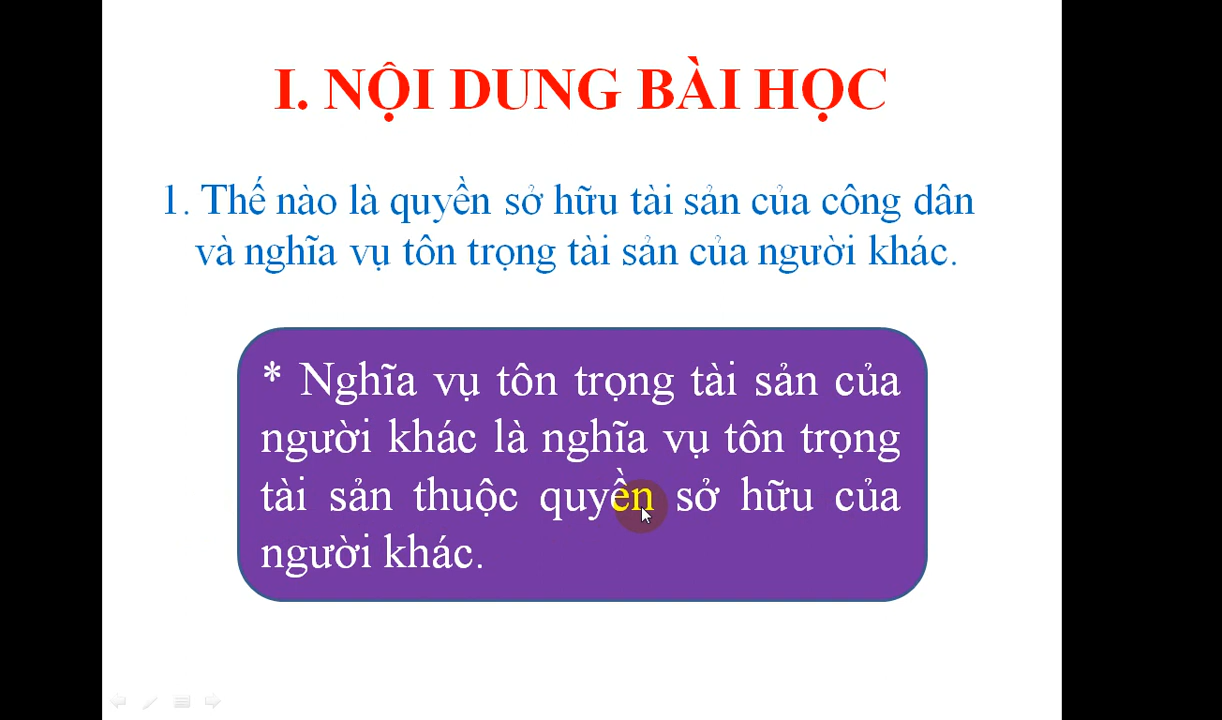 I. NỘI DUNG BÀI HỌC
1. Thế nào là quyền sở hữu tài sản của công dân
và nghĩa vụ tôn trọng tài sản của người khác.
* Nghĩa vụ tôn trọng tài sản của
người khác là nghĩa vụ tôn trọng
tài sản thuộc quyền sở hữu của
người khác.